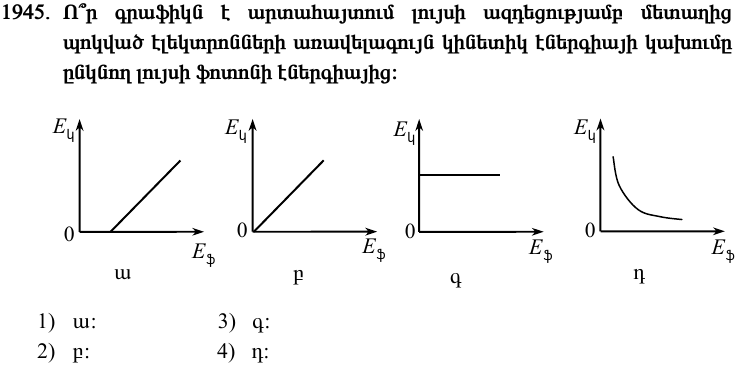 1945. Ո՞ր գրաֆիկն է արտահայտում լույսի ազդեցությամբ մետաղից
պոկված էլեկտրոնների առավելագույն կինետիկ էներգիայի կախումը
ընկնող լույսի ֆոտոնի էներգիայից:
Eկ Eկ Eկ Eկ
0 0 0 0
Eֆ Eֆ Eֆ Eֆ
ա բ գ դ
1) ա: 3) գ:
2) բ: 4) դ: